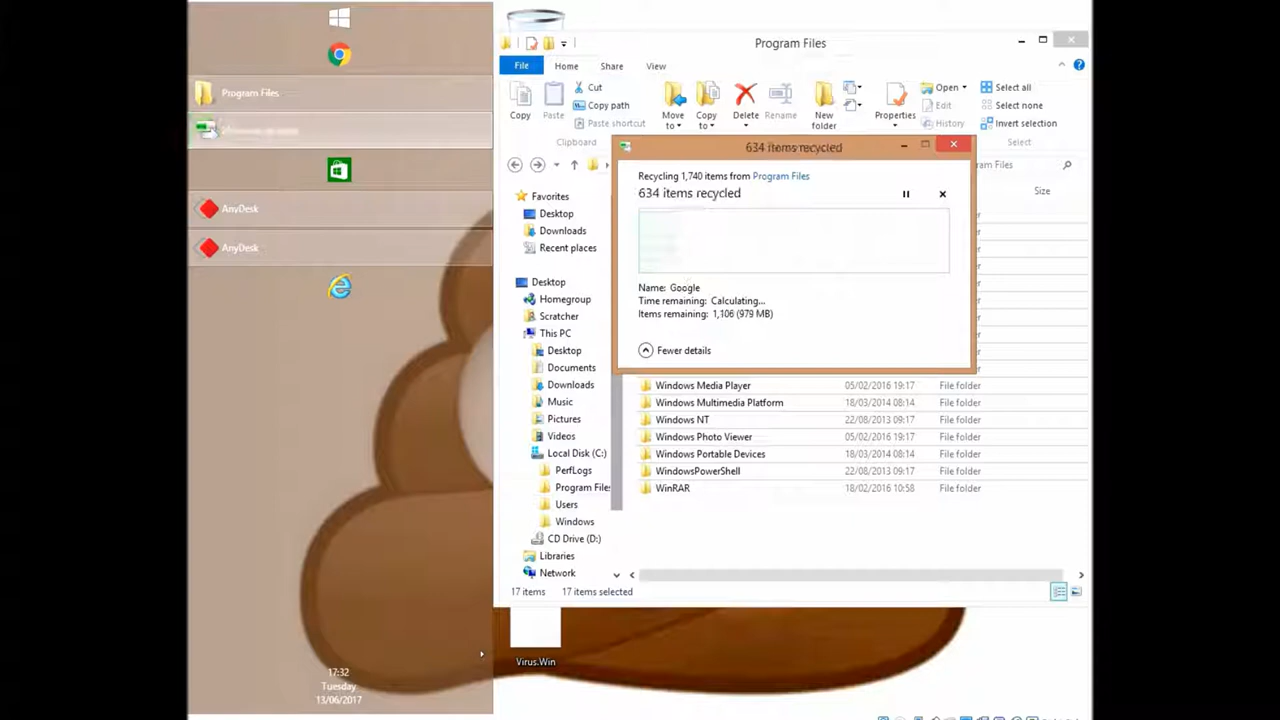 Program Files
AnyDesk
AnyDesk
17:32
Tuesday
13/06/2017
Program Files
File
Home
Share
View
Copy
Paste
Cut
Copy path
Paste shortcut
Clipboard
Move to
Copy to
Delete
Rename
New folder
Properties
Open
Edit
History
Select all
Select none
Invert selection
Select
634 items recycled
Recycling 1,740 items from Program Files
634 items recycled
Name: Google
Time remaining: Calculating...
Items remaining: 1,106 (979 MB)
Fewer details
Size
Favorites
Desktop
Downloads
Recent places
Desktop
Homegroup
Scratcher
This PC
Desktop
Documents
Downloads
Music
Pictures
Videos
Local Disk (C:)
PerfLogs
Program Files
Users
Windows
CD Drive (D:)
Libraries
Network
Windows Media Player 05/02/2016 19:17 File folder
Windows Multimedia Platform 18/03/2014 08:14 File folder
Windows NT 22/08/2013 09:17 File folder
Windows Photo Viewer 05/02/2016 19:17 File folder
Windows Portable Devices 18/03/2014 08:14 File folder
WindowsPowerShell 22/08/2013 09:17 File folder
WinRAR 18/02/2016 10:58 File folder
17 items
17 items selected
Virus.Win